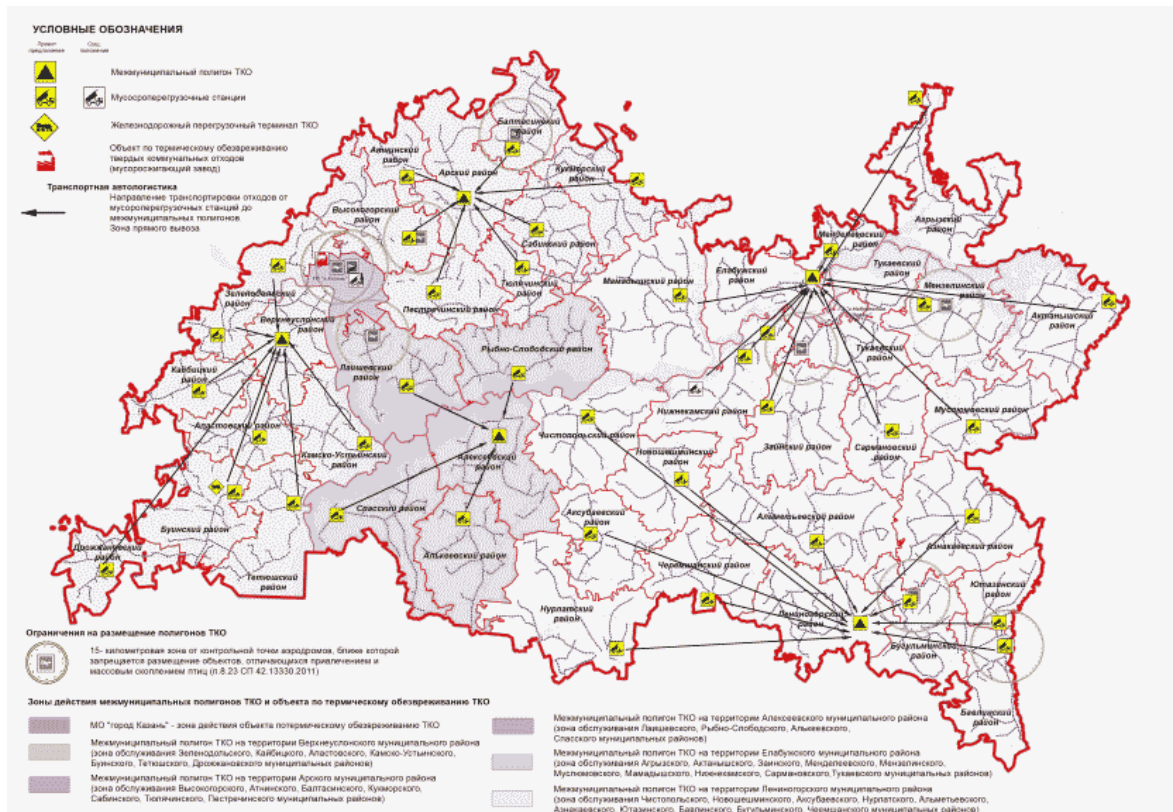 УСЛОВНЫЕ ОБОЗНАЧЕНИЯ
Межмуниципальный полигон ТКО
Мусороперегрузочные станции
Железнодорожный перегрузочный терминал ТКО
Объект по термическому обезвреживанию
твердых коммунальных отходов
(мусоросжигающий завод)
Транспортная автологистика
Направление транспортировки отходов от
мусороперегрузочных станций до
межмуниципальных полигонов
Зона прямого вывоза
Балтасинский
район
Атнинский
район
Арский район
Кукморский
район
Высокогорский
район
Сабинский район
Тюлячинский
район
Пестречинский район
Зеленодольский
район
Верхнеуслонский
район
Кайбицкий
район
Апастовский район
Камско-Устьинский
район
Буинский район
Дрожжановский
район
Тетюшский
район
Лаишевский
район
Рыбно-Слободский район
Алексеевский
район
Спасский район
Алькеевский район
Мамадышский район
Елабужский
район
Менделеевский
район
Агрызский
район
Тукаевский
район
Мензелинский
район
Актанышский
район
Тукаевский
район
Нижнекамский район
Чистопольский район
Новошешминский
район
Заинский район
Сармановский
район
Муслюмовский район
Аксубаевский
район
Альметьевский
район
Азнакаевский район
Черемшанский район
Нурлатский
район
Лениногорский
район
Ютазинский
район
Бугульминский
район
Бавлинский
район
Ограничения на размещение полигонов ТКО
15- километровая зона от контрольной точки аэродромов, ближе которой
запрещается размещение объектов, отличающихся привлечением и
массовым скоплением птиц (п.8.23 СП 42.13330.2011)
Зоны действия межмуниципальных полигонов ТКО и объекта по термическому обезвреживанию ТКО
МО "город Казань" - зона действия объекта потермическому обезвреживанию ТКО
Межмуниципальный полигон ТКО на территории Верхнеуслонского муниципального района
(зона обслуживания Зеленодольского, Кайбицкого, Апастовского, Камско-Устьинского,
Буинского, Тетюшского, Дрожжановского муниципальных районов)
Межмуниципальный полигон ТКО на территории Арского муниципального района
(зона обслуживания Высокогорского, Атнинского, Балтасинского, Кукморского,
Сабинского, Тюлячинского, Пестречинского муниципальных районов)
Межмуниципальный полигон ТКО на территории Алексеевского муниципального района
(зона обслуживания Лаишевского, Рыбно-Слободского, Алькеевского,
Спасского муниципальных районов)
Межмуниципальный полигон ТКО на территории Елабужского муниципального района
(зона обслуживания Агрызского, Актанышского, Заинского, Менделеевского, Мензелинского,
Муслюмовского, Мамадышского, Нижнекамского, Сармановского,Тукаевского муниципальных районов)
Межмуниципальный полигон ТКО на территории Лениногорского муниципального района
(зона обслуживания Чистопольского, Новошешминского, Аксубаевского, Нурлатского, Альметьевского,
Азнакаевского, Ютазинского, Бавлинского, Бугульминского, Черемшанского муниципальных районов)